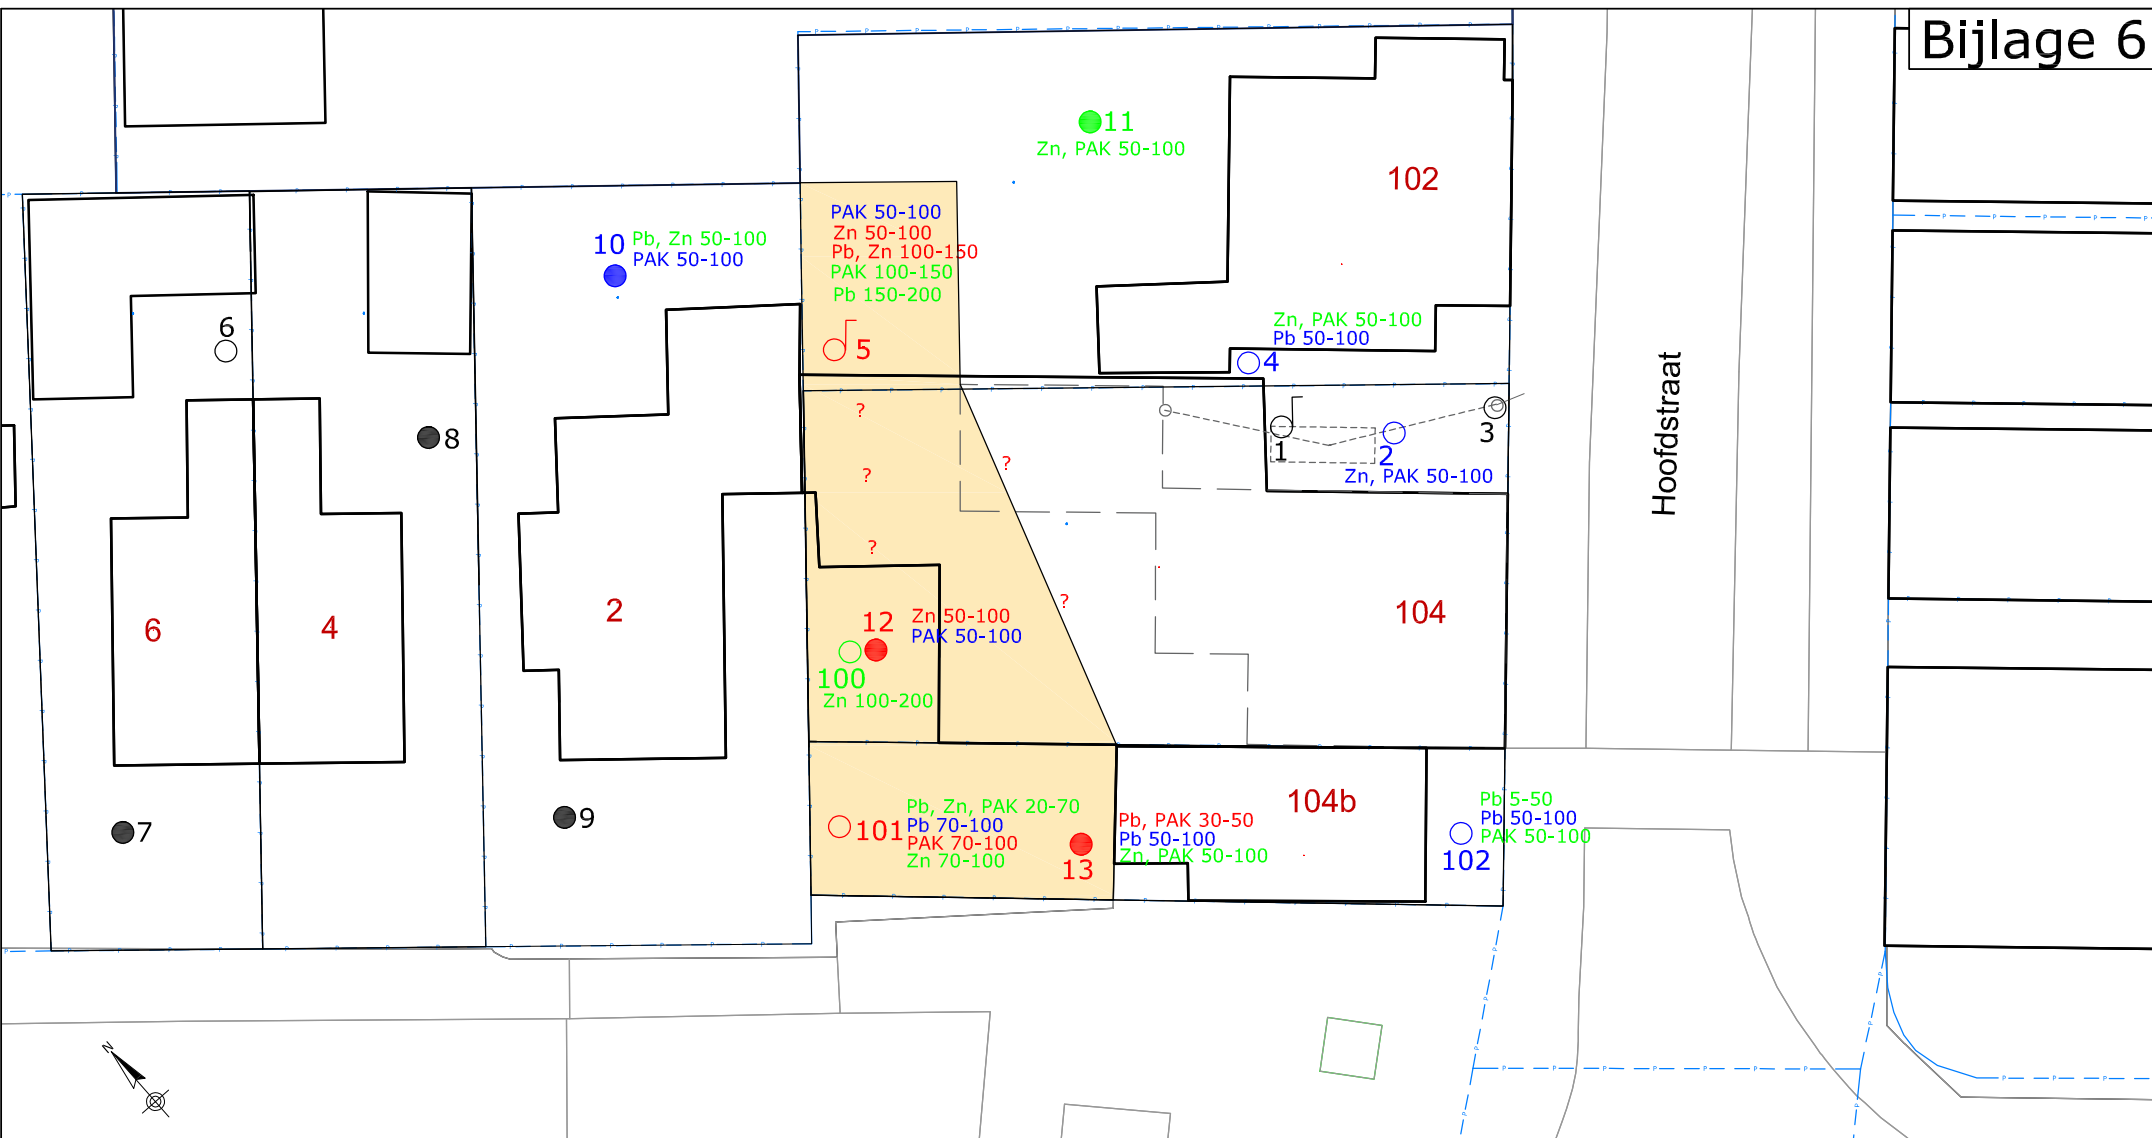 Bijlage 6
11
Zn, PAK 50-100
102
10
Pb, Zn 50-100
PAK 50-100
PAK 50-100
Zn 50-100
Pb, Zn 100-150
PAK 100-150
Pb 150-200
5
6
8
Zn, PAK 50-100
Pb 50-100
4
1
2
3
Zn, PAK 50-100
Hoofdstraat
?
?
?
?
?
6
4
2
12
Zn 50-100
PAK 50-100
100
Zn 100-200
104
7
9
101
Pb, Zn, PAK 20-70
Pb 70-100
PAK 70-100
Zn 70-100
13
Pb, PAK 30-50
Pb 50-100
Zn, PAK 50-100
104b
Pb 5-50
Pb 50-100
PAK 50-100
102
N